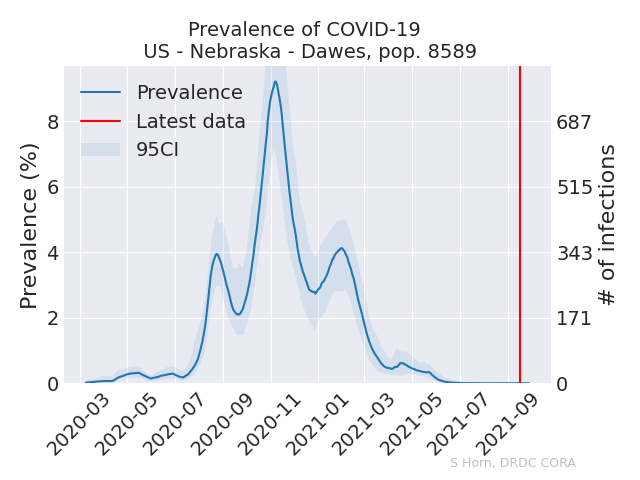 Prevalence of COVID-19
US - Nebraska - Dawes, pop. 8589
Prevalence
Latest data
95CI
Prevalence (%)
8
6
4
2
0
687
515
343
171
0
# of infections
2020-03
2020-05
2020-07
2020-09
2020-11
2021-01
2021-03
2021-05
2021-07
2021-09
S Horn, DRDC CORA